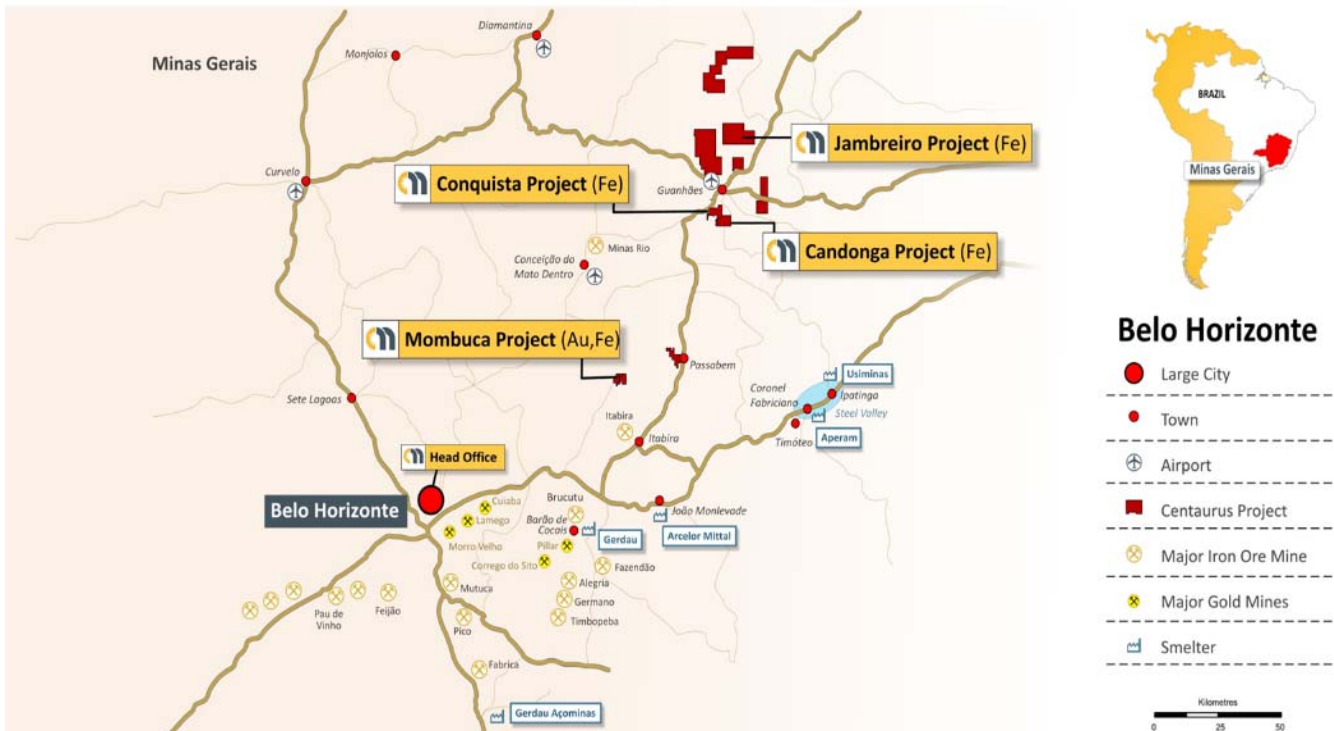 Minas Gerais
Diamantina
Monjolos
Curvelo
Jambreiro Project (Fe)
Conquista Project (Fe)
Guanhães
Candonga Project (Fe)
Minas Rio
Conceição do
Mato Dentro
Mombuca Project (Au,Fe)
Passabem
Usiminas
Coronel
Fabriciano
Ipatinga
Steel Valley
Timóteo
Aperam
Sete Lagoas
Itabira
Itabira
Head Office
Belo Horizonte
Cuiaba
Lamego
Morro Velho
Brucutu
Barão de
Cocais
Gerdau
João Monlevade
Arcelor Mittal
Pillar
Corrego do Sito
Fazendão
Alegria
Germano
Timbopeba
Mutuca
Pico
Fabrica
Pau de
Vinho
Feijão
Gerdau Açominas
BRAZIL
Minas Gerais
Belo Horizonte
Large City
Town
Airport
Centaurus Project
Major Iron Ore Mine
Major Gold Mines
Smelter
Kilometres
0 25 50